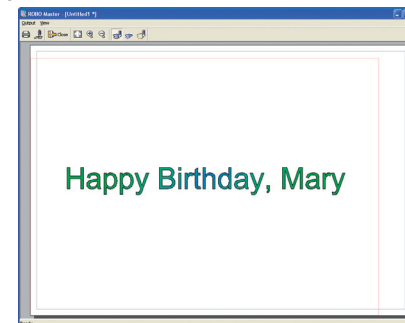 ROBO Master - [Untitled1 *]
Output View
Close
Happy Birthday, Mary